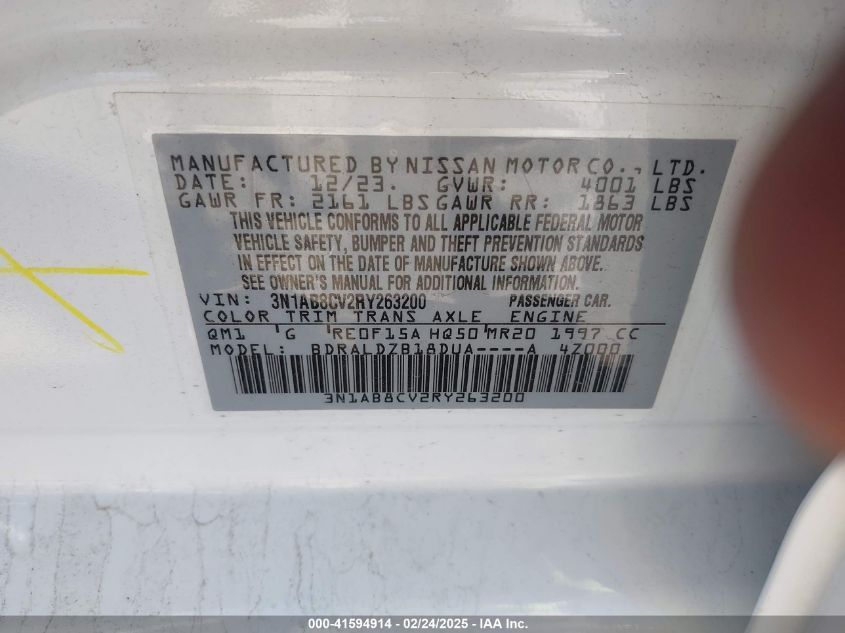 MANUFACTURED BY NISSAN MOTOR CO., LTD.
DATE: 12/23. GVWR: 4001 LBS
GAWR FR: 2161 LBS GAWR RR: 1863 LBS
THIS VEHICLE CONFORMS TO ALL APPLICABLE FEDERAL MOTOR
VEHICLE SAFETY, BUMPER AND THEFT PREVENTION STANDARDS
IN EFFECT ON THE DATE OF MANUFACTURE SHOWN ABOVE.
SEE OWNER'S MANUAL FOR ADDITIONAL INFORMATION.
VIN: 3N1AB8CV2RY263200 PASSENGER CAR.
COLOR TRIM TRANS AXLE ENGINE
QM1 G RE0F15A HQ50 MR20 1997 CC
MODEL: BDRALDZB18DUA----A 4Z000
3N1AB8CV2RY263200
000-41594914 / 02/24/2025 - IAA Inc.